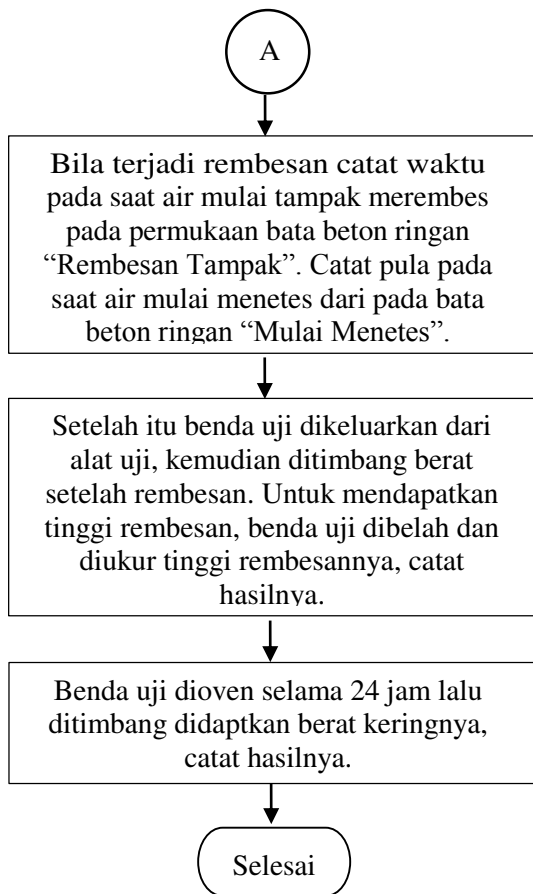 A
Bila terjadi rembesan catat waktu
pada saat air mulai tampak merembes
pada permukaan bata beton ringan
“Rembesan Tampak”. Catat pula pada
saat air mulai menetes dari pada bata
beton ringan “Mulai Menetes”.
Setelah itu benda uji dikeluarkan dari
alat uji, kemudian ditimbang berat
setelah rembesan. Untuk mendapatkan
tinggi rembesan, benda uji dibelah dan
diukur tinggi rembesannya, catat
hasilnya.
Benda uji dioven selama 24 jam lalu
ditimbang didaptkan berat keringnya,
catat hasilnya.
Selesai